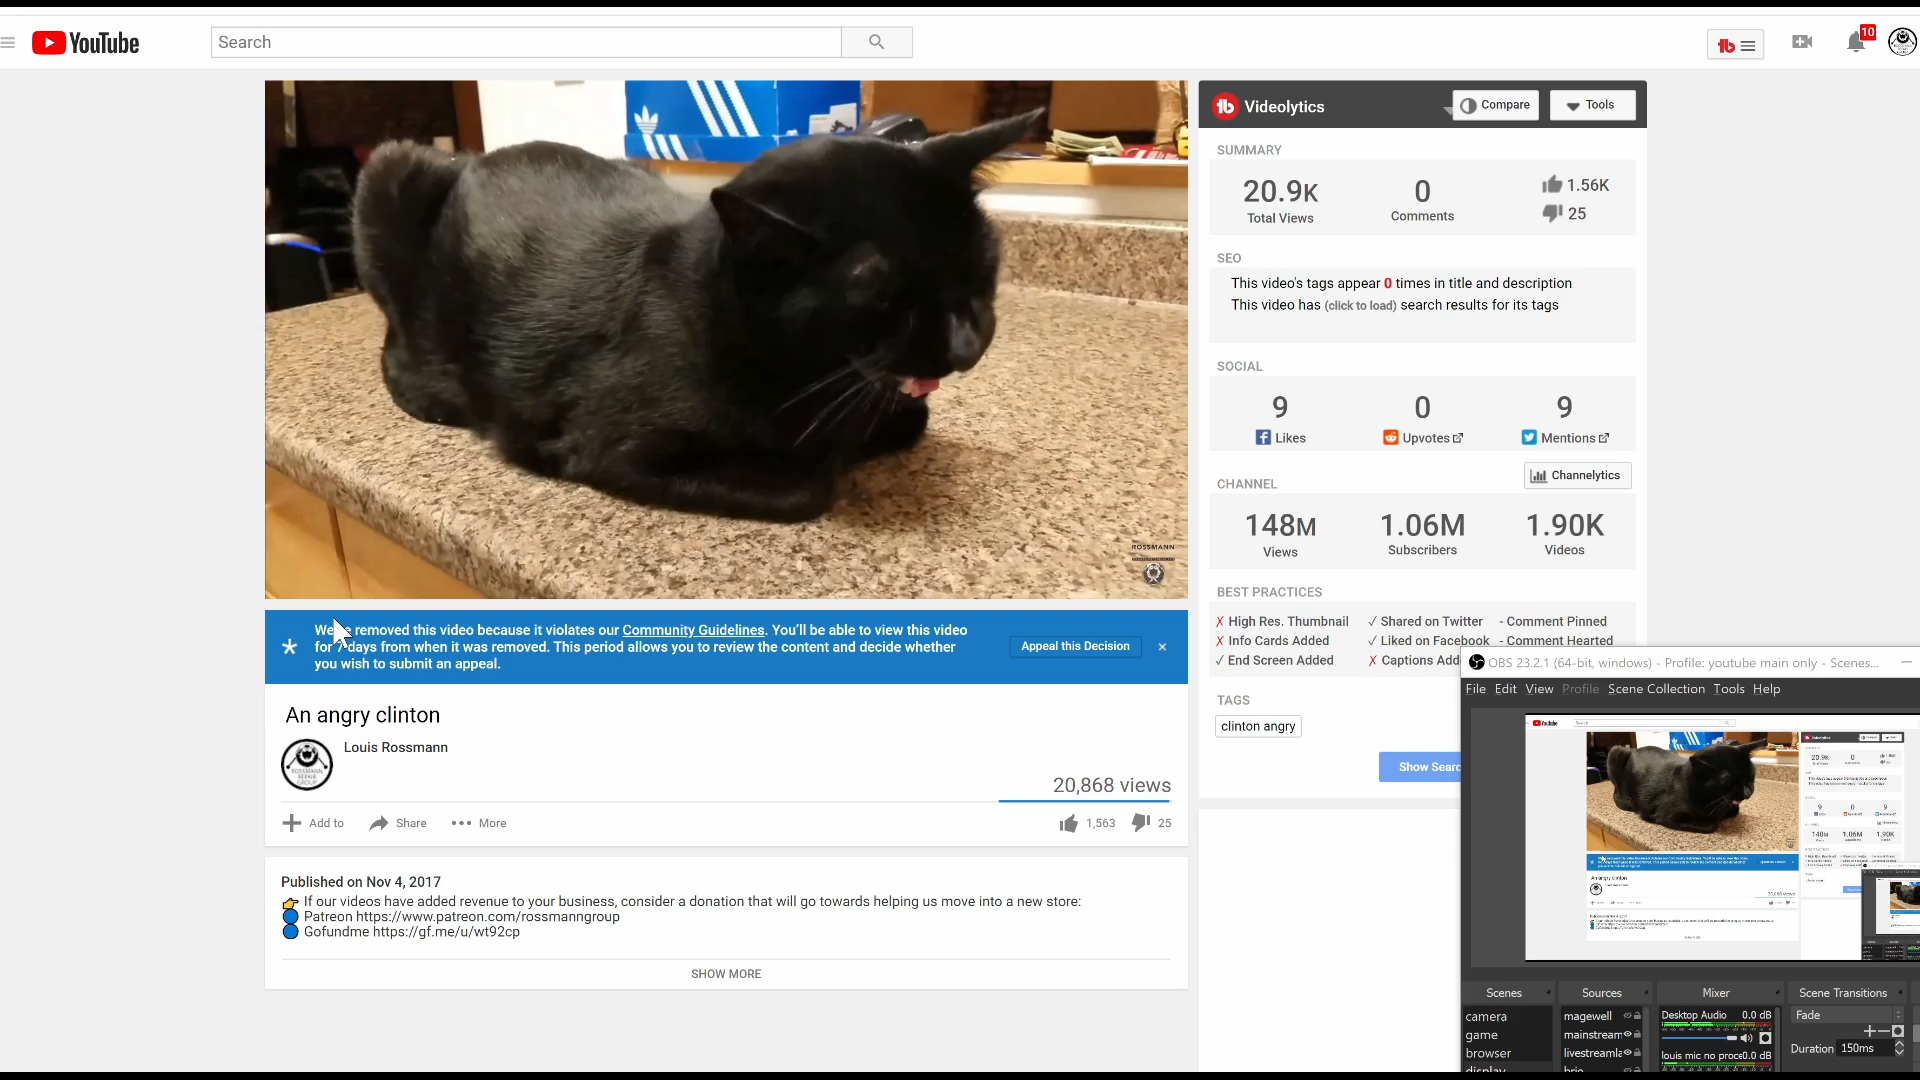 YouTube
Search
10
ROSSMANN
We've removed this video because it violates our Community Guidelines. You'll be able to view this video
for 7 days from when it was removed. This period allows you to review the content and decide whether
you wish to submit an appeal.
Appeal this Decision
An angry clinton
Louis Rossmann
20,868 views
Add to
Share
More
1,563
25
Published on Nov 4, 2017
If our videos have added revenue to your business, consider a donation that will go towards helping us move into a new store:
Patreon https://www.patreon.com/rossmanngroup
Gofundme https://gf.me/u/wt92cp
SHOW MORE
Videolytics
Compare
Tools
SUMMARY
20.9K
Total Views
0
Comments
1.56K
25
SEO
This video's tags appear 0 times in title and description
This video has (click to load) search results for its tags
SOCIAL
9
Likes
0
Upvotes
9
Mentions
CHANNEL
Channelytics
148M
Views
1.06M
Subscribers
1.90K
Videos
BEST PRACTICES
✗ High Res. Thumbnail ✓ Shared on Twitter - Comment Pinned
✗ Info Cards Added ✓ Liked on Facebook - Comment Hearted
✓ End Screen Added ✗ Captions Add
TAGS
clinton angry
Show Sear
OBS 23.2.1 (64-bit, windows) - Profile: youtube main only - Scenes...
File Edit View Profile Scene Collection Tools Help
Scenes
Sources
Mixer
Scene Transitions
camera
game
browser
display
magewell
mainstream
livestreamla
brio
Desktop Audio 0.0 dB
louis mic no proce0.0 dB
Fade
Duration 150ms